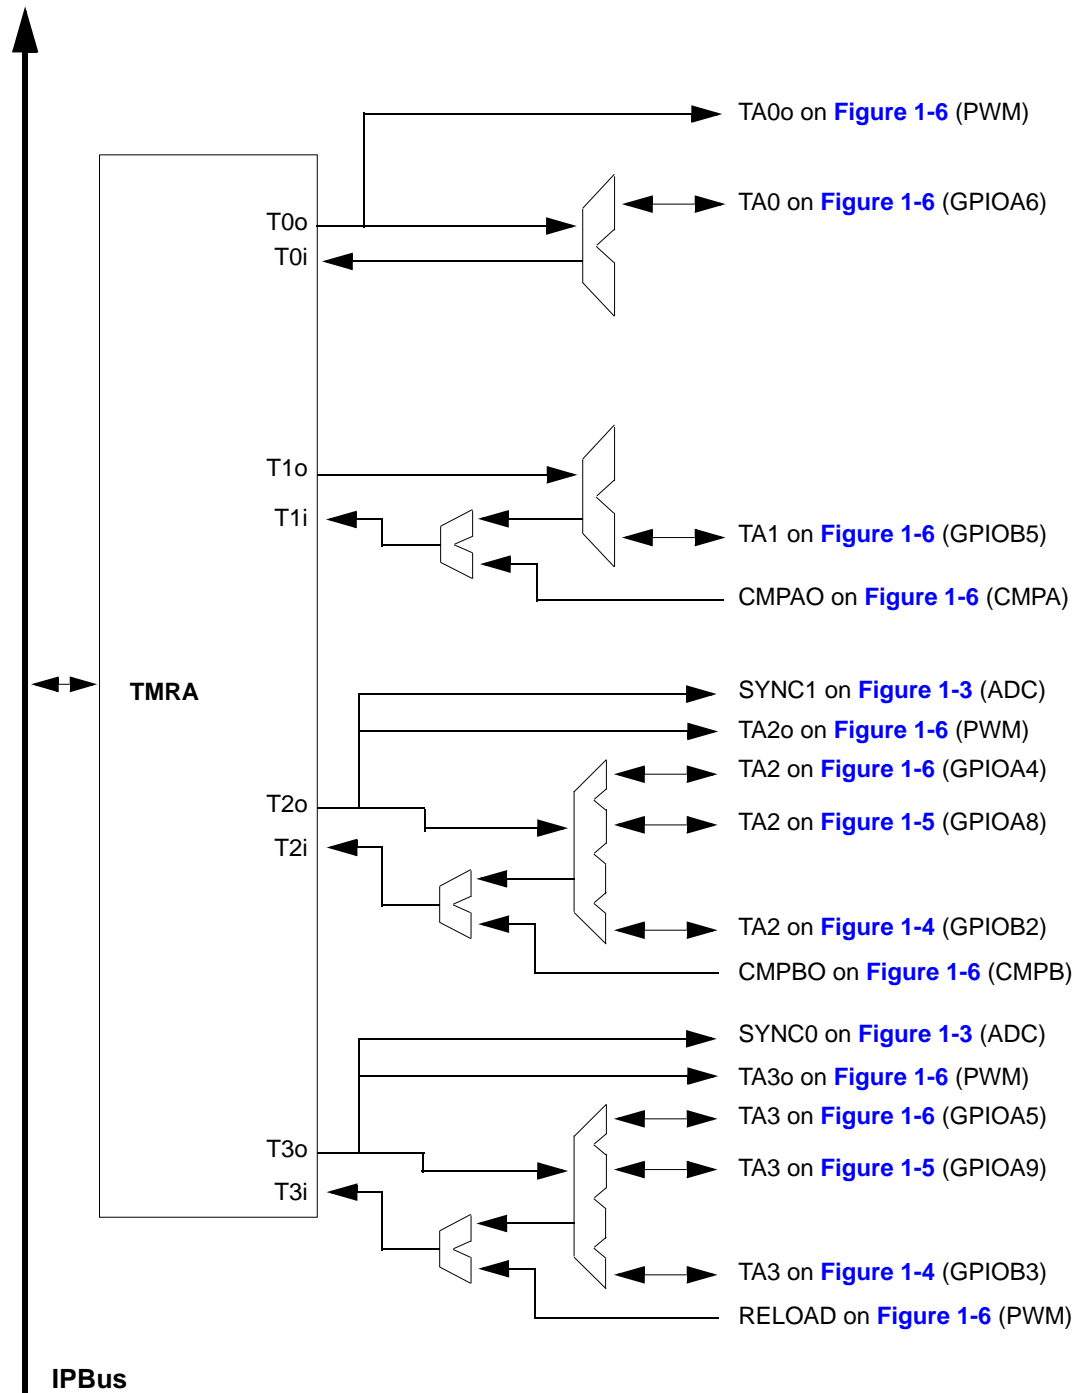 TA0o on Figure 1-6 (PWM)
TA0 on Figure 1-6 (GPIOA6)
T0o
T0i
T1o
T1i
TA1 on Figure 1-6 (GPIOB5)
CMPAO on Figure 1-6 (CMPA)
TMRA
SYNC1 on Figure 1-3 (ADC)
TA2o on Figure 1-6 (PWM)
TA2 on Figure 1-6 (GPIOA4)
T2o
TA2 on Figure 1-5 (GPIOA8)
T2i
TA2 on Figure 1-4 (GPIOB2)
CMPBO on Figure 1-6 (CMPB)
SYNC0 on Figure 1-3 (ADC)
TA3o on Figure 1-6 (PWM)
TA3 on Figure 1-6 (GPIOA5)
T3o
TA3 on Figure 1-5 (GPIOA9)
T3i
TA3 on Figure 1-4 (GPIOB3)
RELOAD on Figure 1-6 (PWM)
IPBus